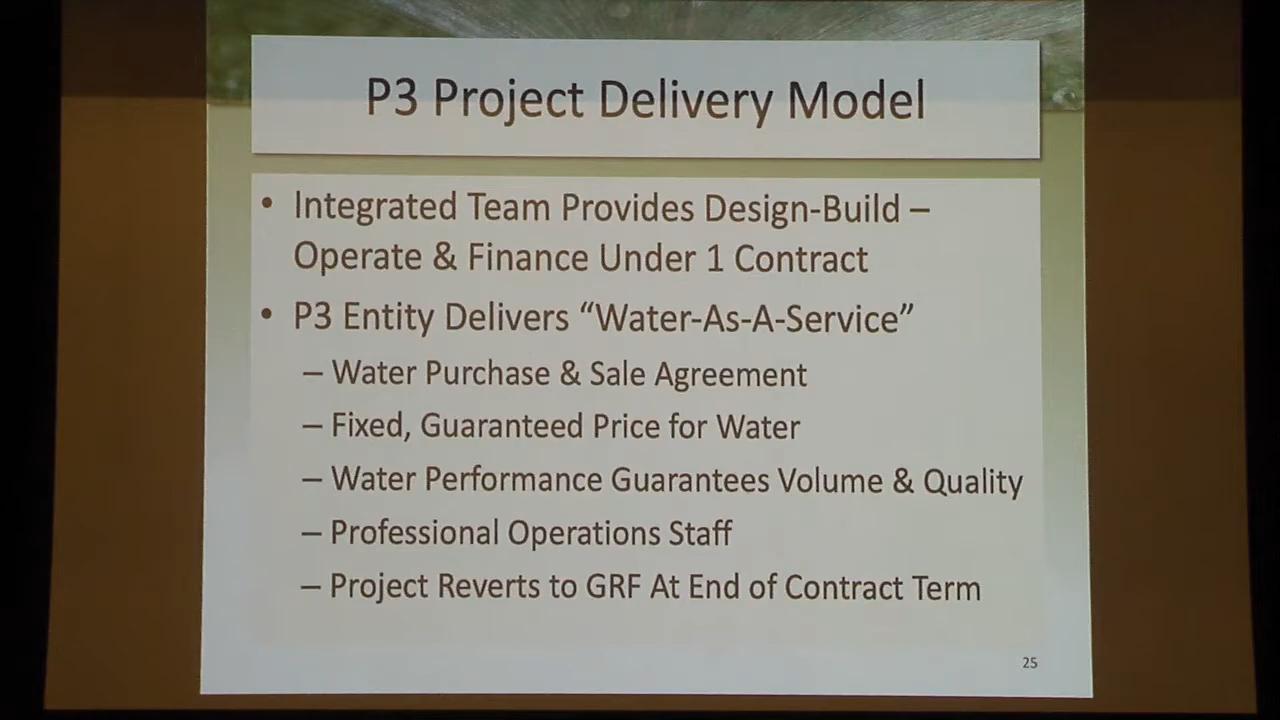 P3 Project Delivery Model
• Integrated Team Provides Design-Build –
Operate & Finance Under 1 Contract
• P3 Entity Delivers “Water-As-A-Service”
– Water Purchase & Sale Agreement
– Fixed, Guaranteed Price for Water
– Water Performance Guarantees Volume & Quality
– Professional Operations Staff
– Project Reverts to GRF At End of Contract Term
25